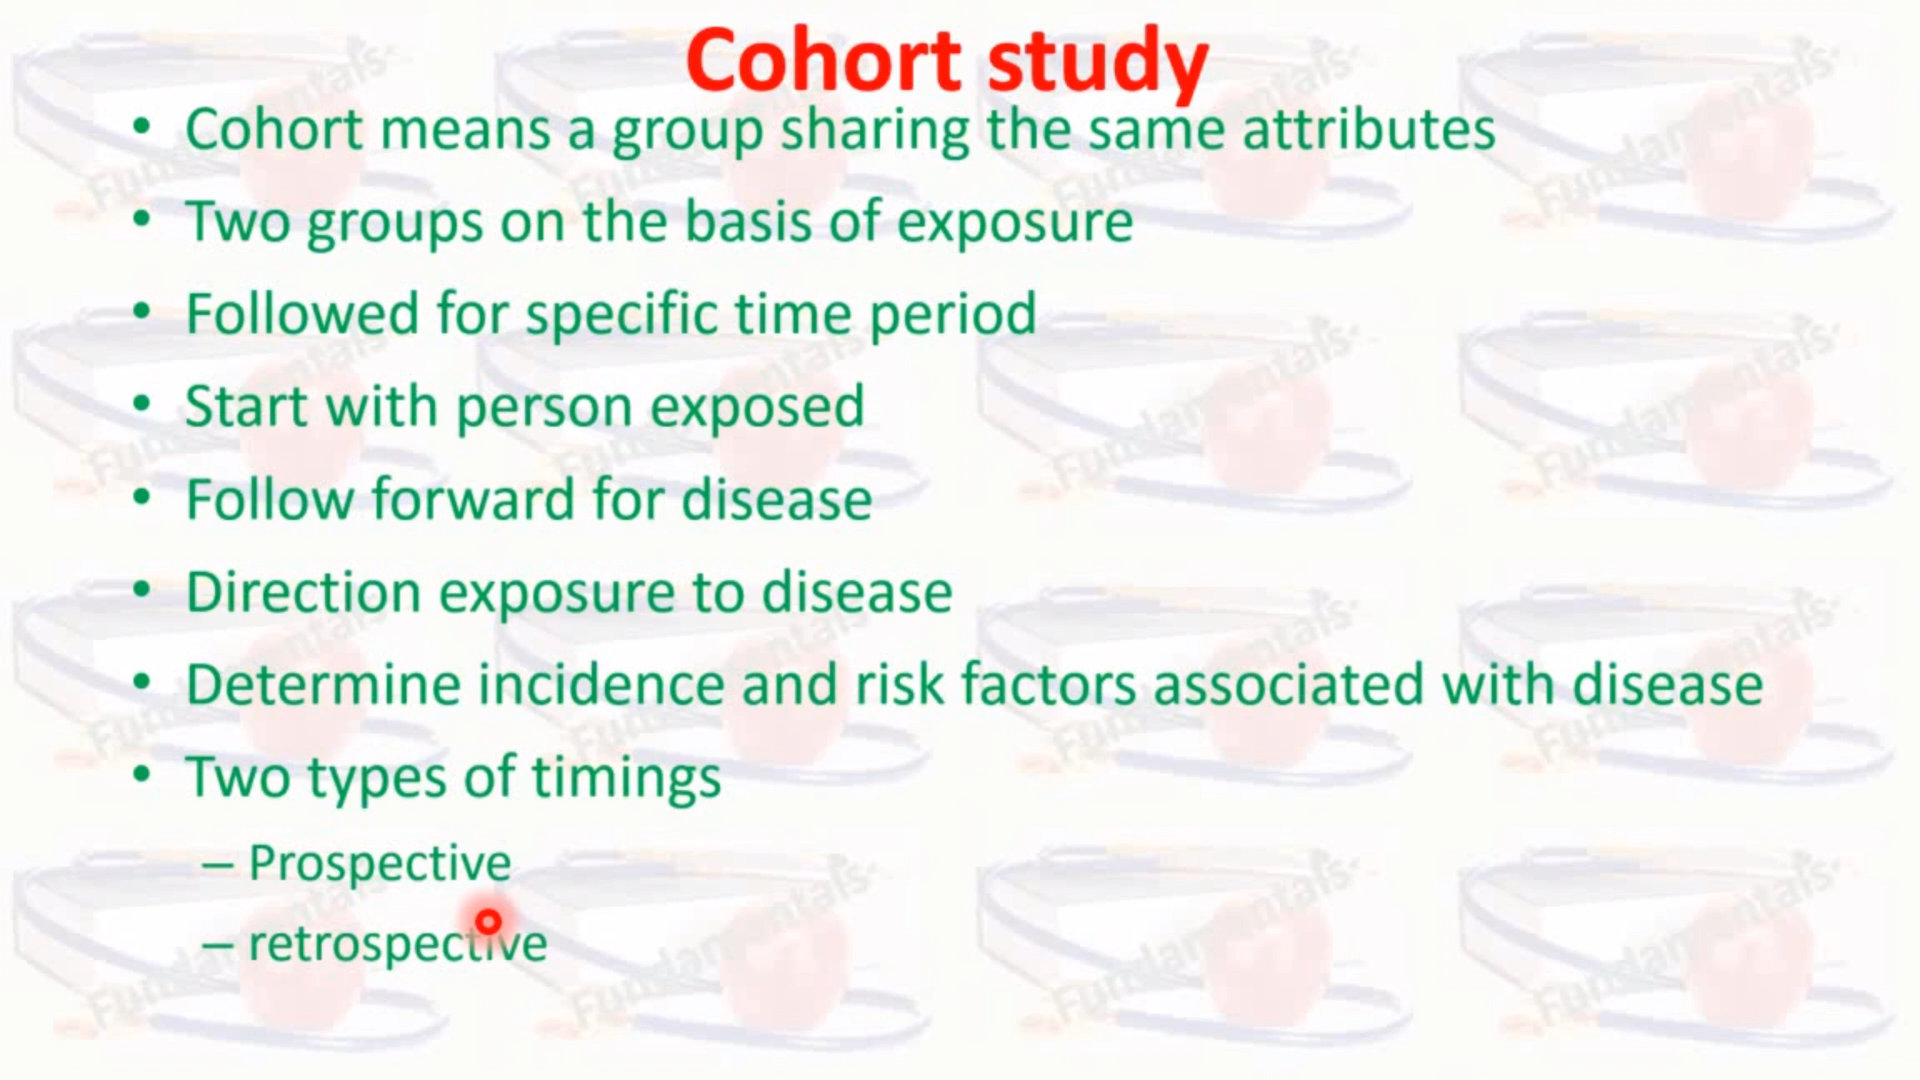 Cohort study
• Cohort means a group sharing the same attributes
• Two groups on the basis of exposure
• Followed for specific time period
• Start with person exposed
• Follow forward for disease
• Direction exposure to disease
• Determine incidence and risk factors associated with disease
• Two types of timings
– Prospective
– retrospective
Fundamentals